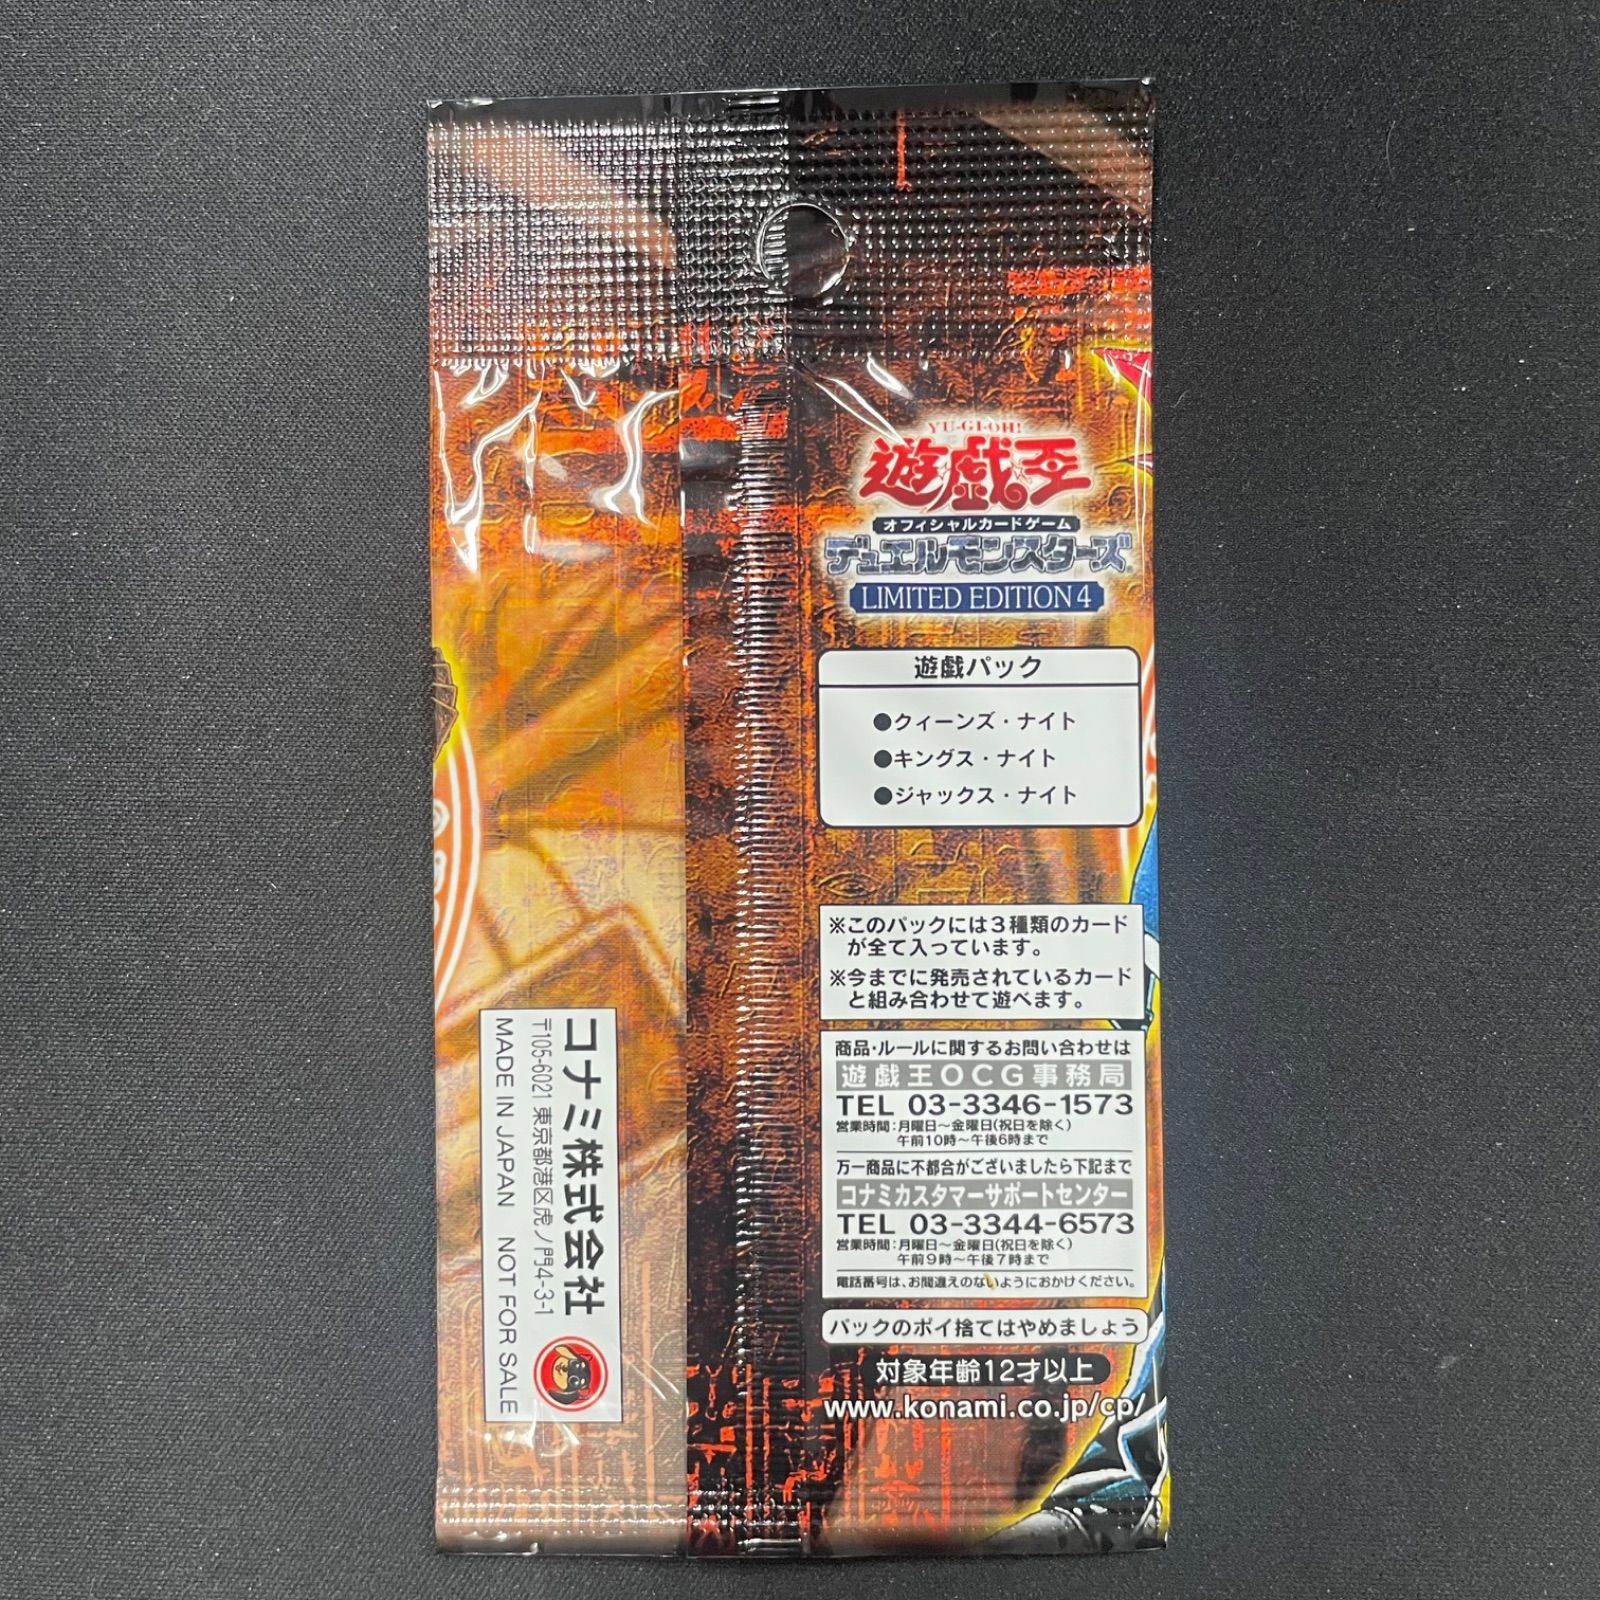 YU-GI-OH!
遊戯王
オフィシャルカードゲーム
デュエルモンスターズ
LIMITED EDITION 4
遊戯パック
●クィーンズ・ナイト
●キングス・ナイト
●ジャックス・ナイト
※このパックには3種類のカード
が全て入っています。
※今までに発売されているカード
と組み合わせて遊べます。
商品・ルールに関するお問い合わせは
遊戯王OCG事務局
TEL 03-3346-1573
営業時間:月曜日〜金曜日(祝日を除く)
午前10時〜午後6時まで
万一商品に不都合がございましたら下記まで
コナミカスタマーサポートセンター
TEL 03-3344-6573
営業時間:月曜日〜金曜日(祝日を除く)
午前9時〜午後7時まで
電話番号は、お間違えのないようにおかけください。
パックのポイ捨てはやめましょう
対象年齢12才以上
www.konami.co.jp/cp/
コナミ株式会社
〒105-6021 東京都港区虎ノ門4-3-1
MADE IN JAPAN NOT FOR SALE